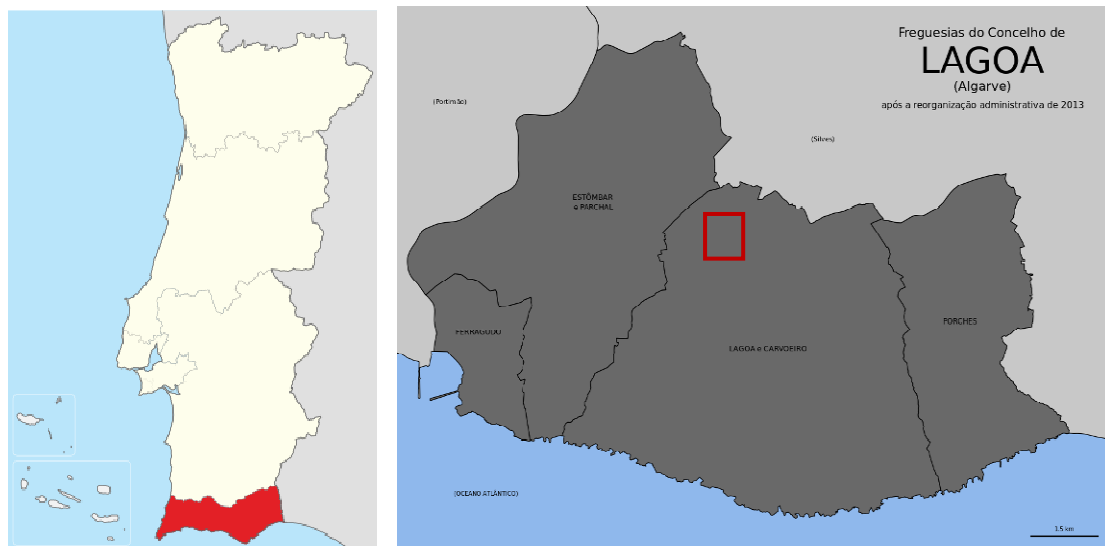 Freguesias do Concelho de
LAGOA
(Algarve)
após a reorganização administrativa de 2013
(Portimão)
(Silves)
ESTÔMBAR
e PARCHAL
FERRAGUDO
PORCHES
LAGOA e CARVOEIRO
(OCEANO ATLÂNTICO)
1.5 km